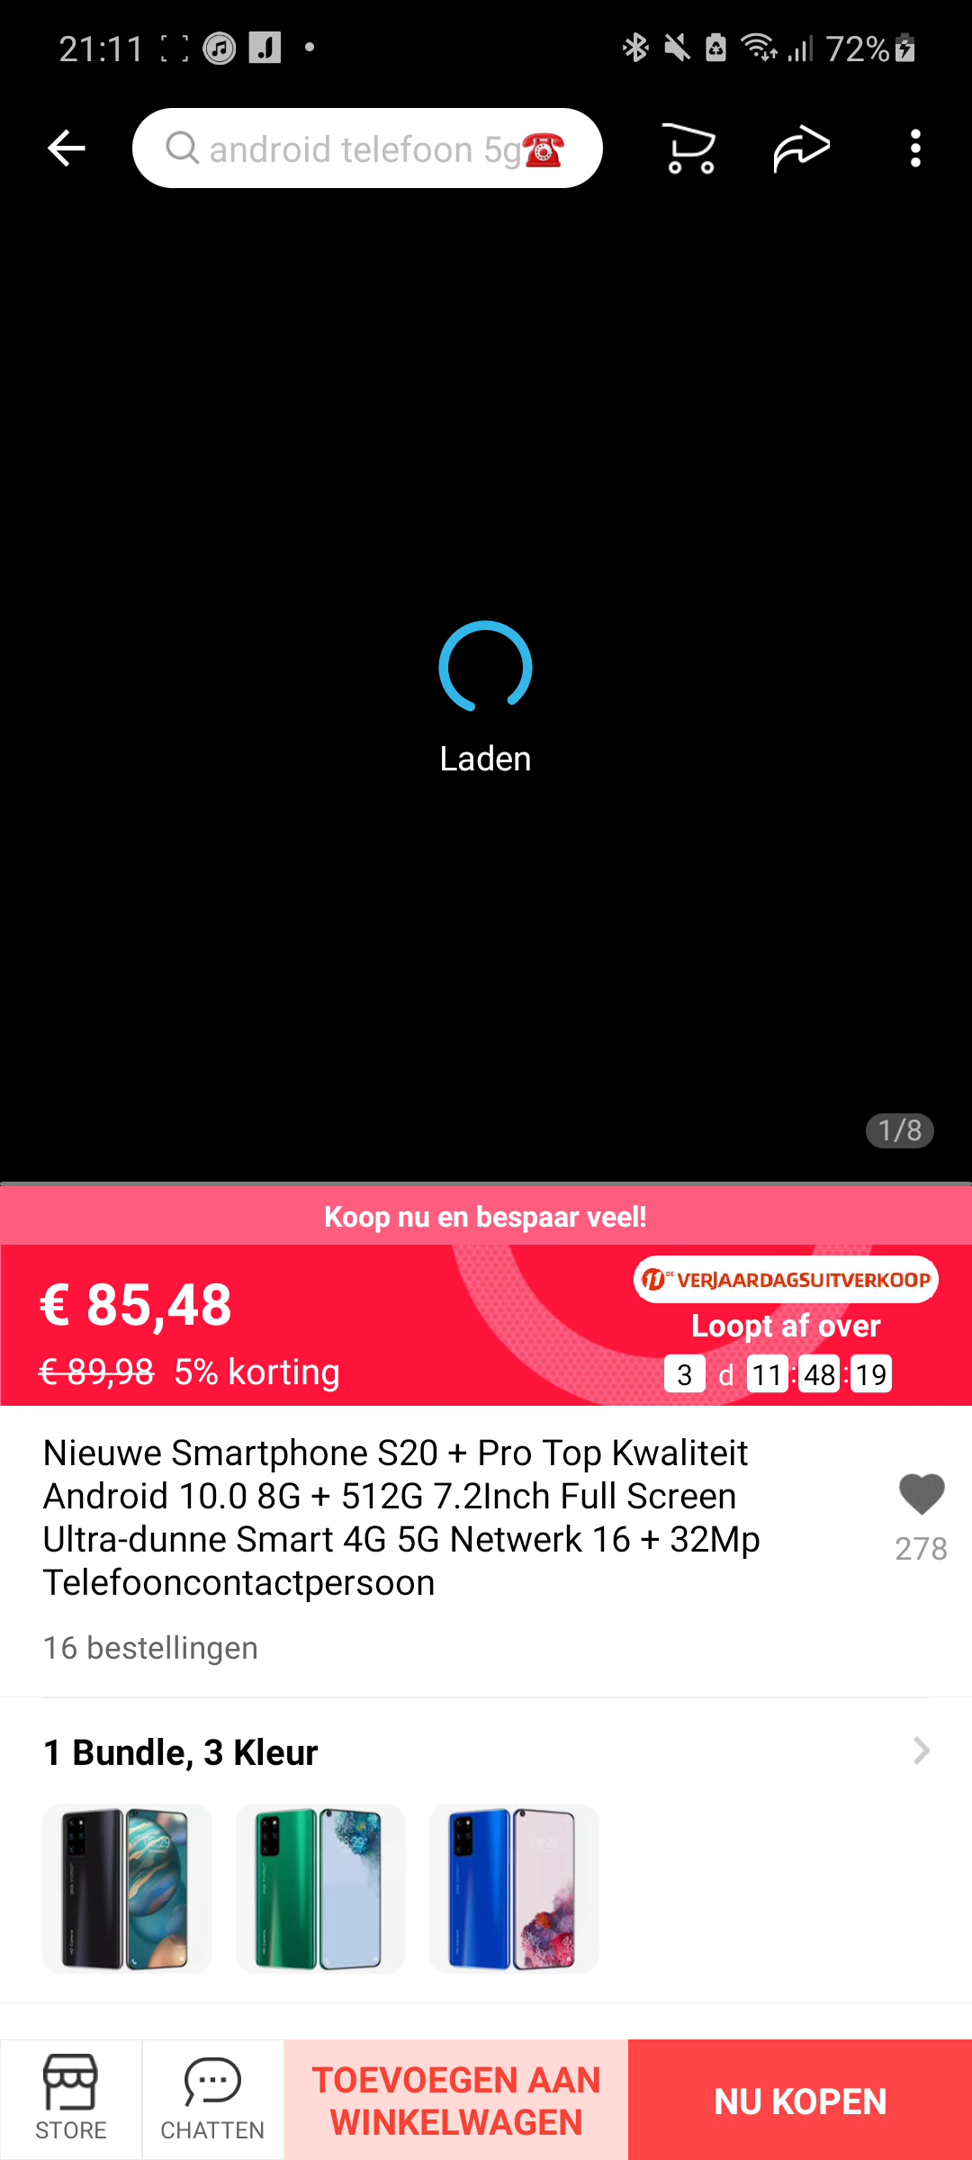 21:11
72%
android telefoon 5g☎️
Laden
1/8
Koop nu en bespaar veel!
€ 85,48
€ 89,98 5% korting
11 DE VERJAARDAGSUITVERKOOP
Loopt af over
3 d 11:48:19
Nieuwe Smartphone S20 + Pro Top Kwaliteit
Android 10.0 8G + 512G 7.2Inch Full Screen
Ultra-dunne Smart 4G 5G Netwerk 16 + 32Mp
Telefooncontactpersoon
278
16 bestellingen
1 Bundle, 3 Kleur
STORE
CHATTEN
TOEVOEGEN AAN
WINKELWAGEN
NU KOPEN